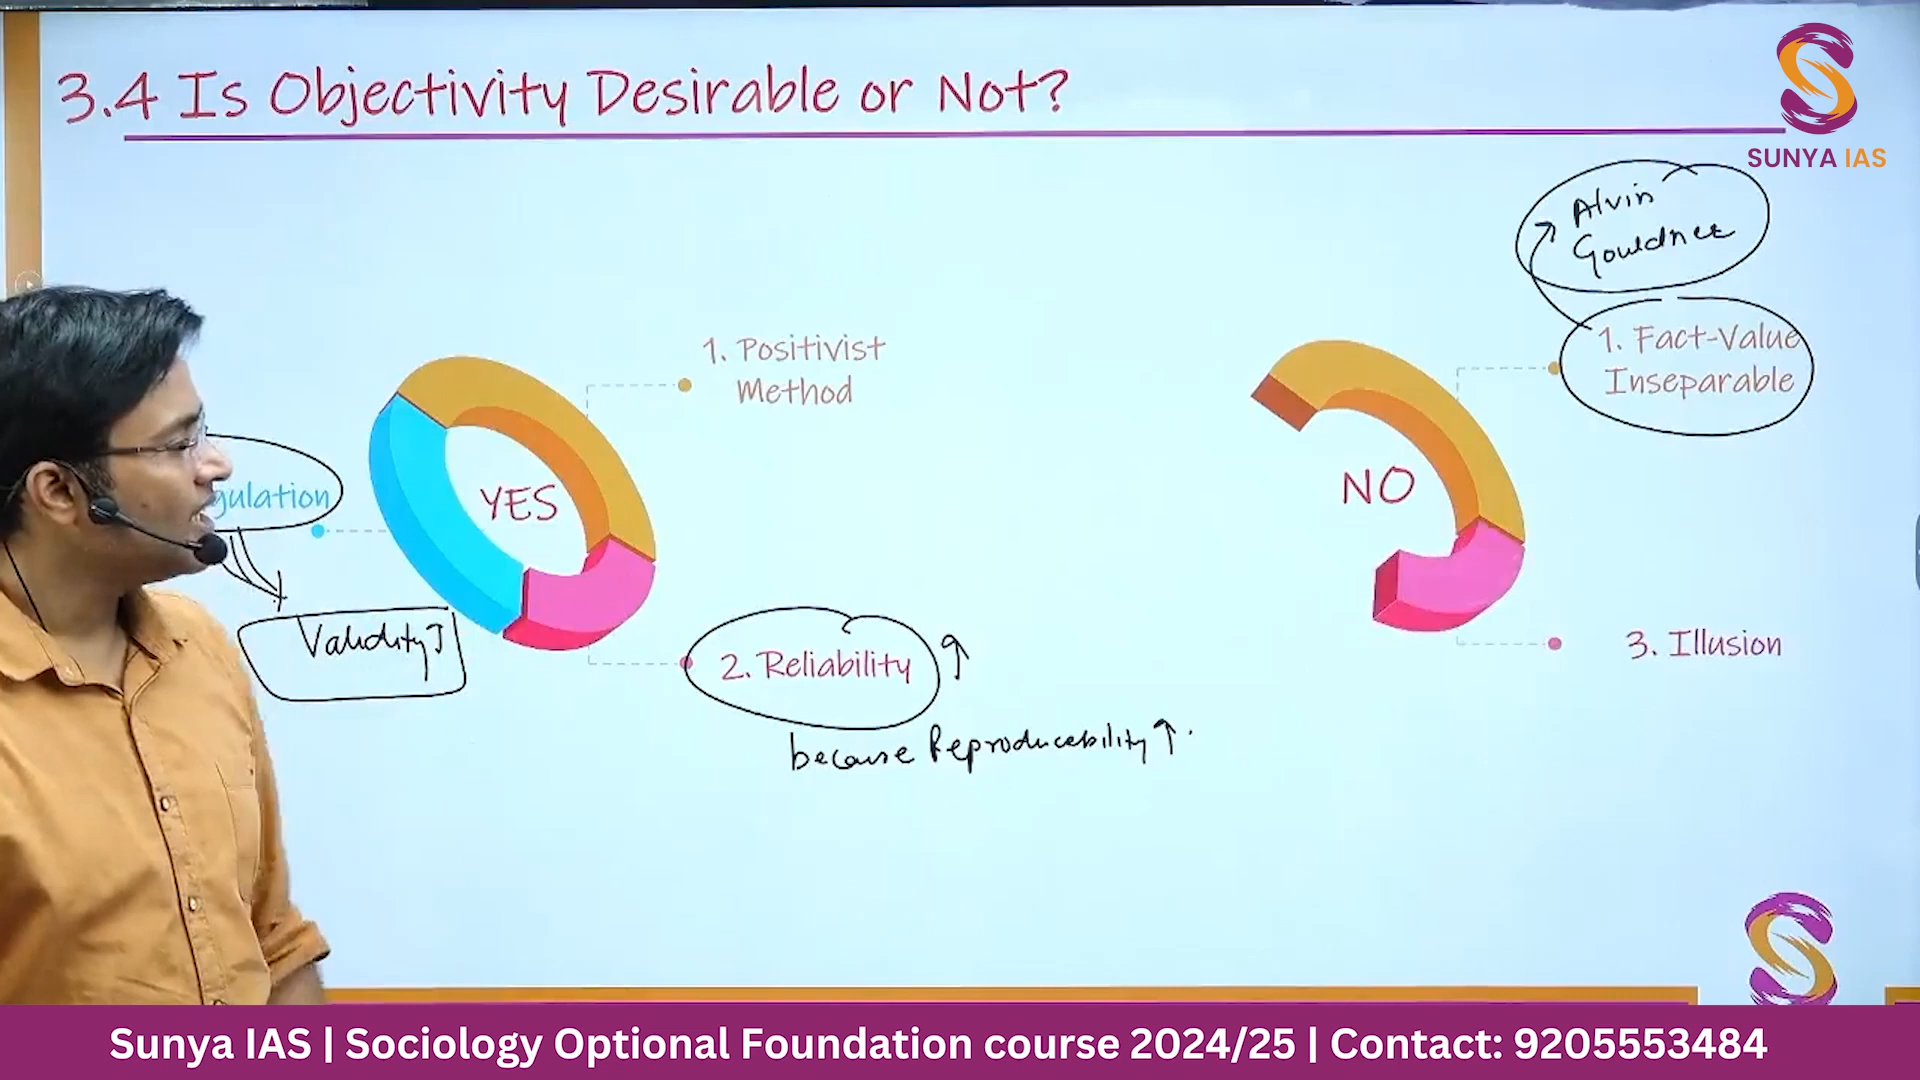 3.4 Is Objectivity Desirable or Not?
SUNYA IAS
Alvin
Gouldner
1. Positivist
Method
1. Fact-Value
Inseparable
YES
NO
gulation
Validity↑
2. Reliability ↑
3. Illusion
because Reproducebility ↑.
Sunya IAS | Sociology Optional Foundation course 2024/25 | Contact: 9205553484